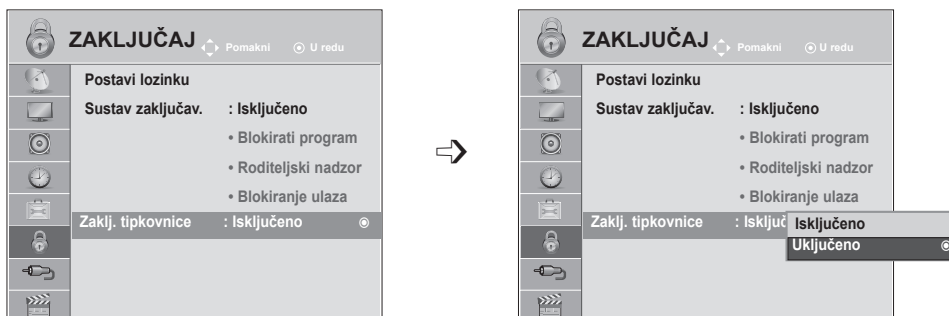 ZAKLJUČAJ Pomakni U redu
Postavi lozinku
Sustav zaključav. : Isključeno
• Blokirati program
• Roditeljski nadzor
• Blokiranje ulaza
Zaklj. tipkovnice : Isključeno
ZAKLJUČAJ Pomakni U redu
Postavi lozinku
Sustav zaključav. : Isključeno
• Blokirati program
• Roditeljski nadzor
• Blokiranje ulaza
Zaklj. tipkovnice : Isključ
Isključeno
Uključeno